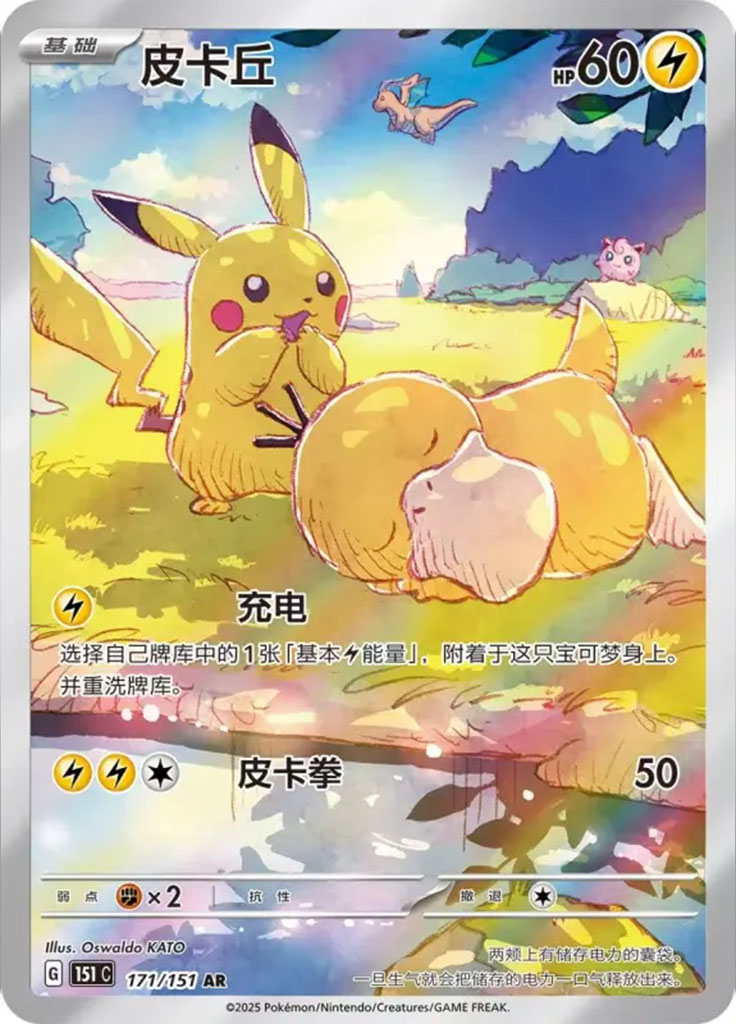 基础 皮卡丘 HP60
充电
选择自己牌库中的1张「基本能量」，附着于这只宝可梦身上。
并重洗牌库。
皮卡拳 50
弱点 ×2 抗性 撤退
Illus. Oswaldo KATO
两颊上有储存电力的囊袋。
一旦生气就会把储存的电力一口气释放出来。
G 151 C 171/151 AR
©2025 Pokémon/Nintendo/Creatures/GAME FREAK.